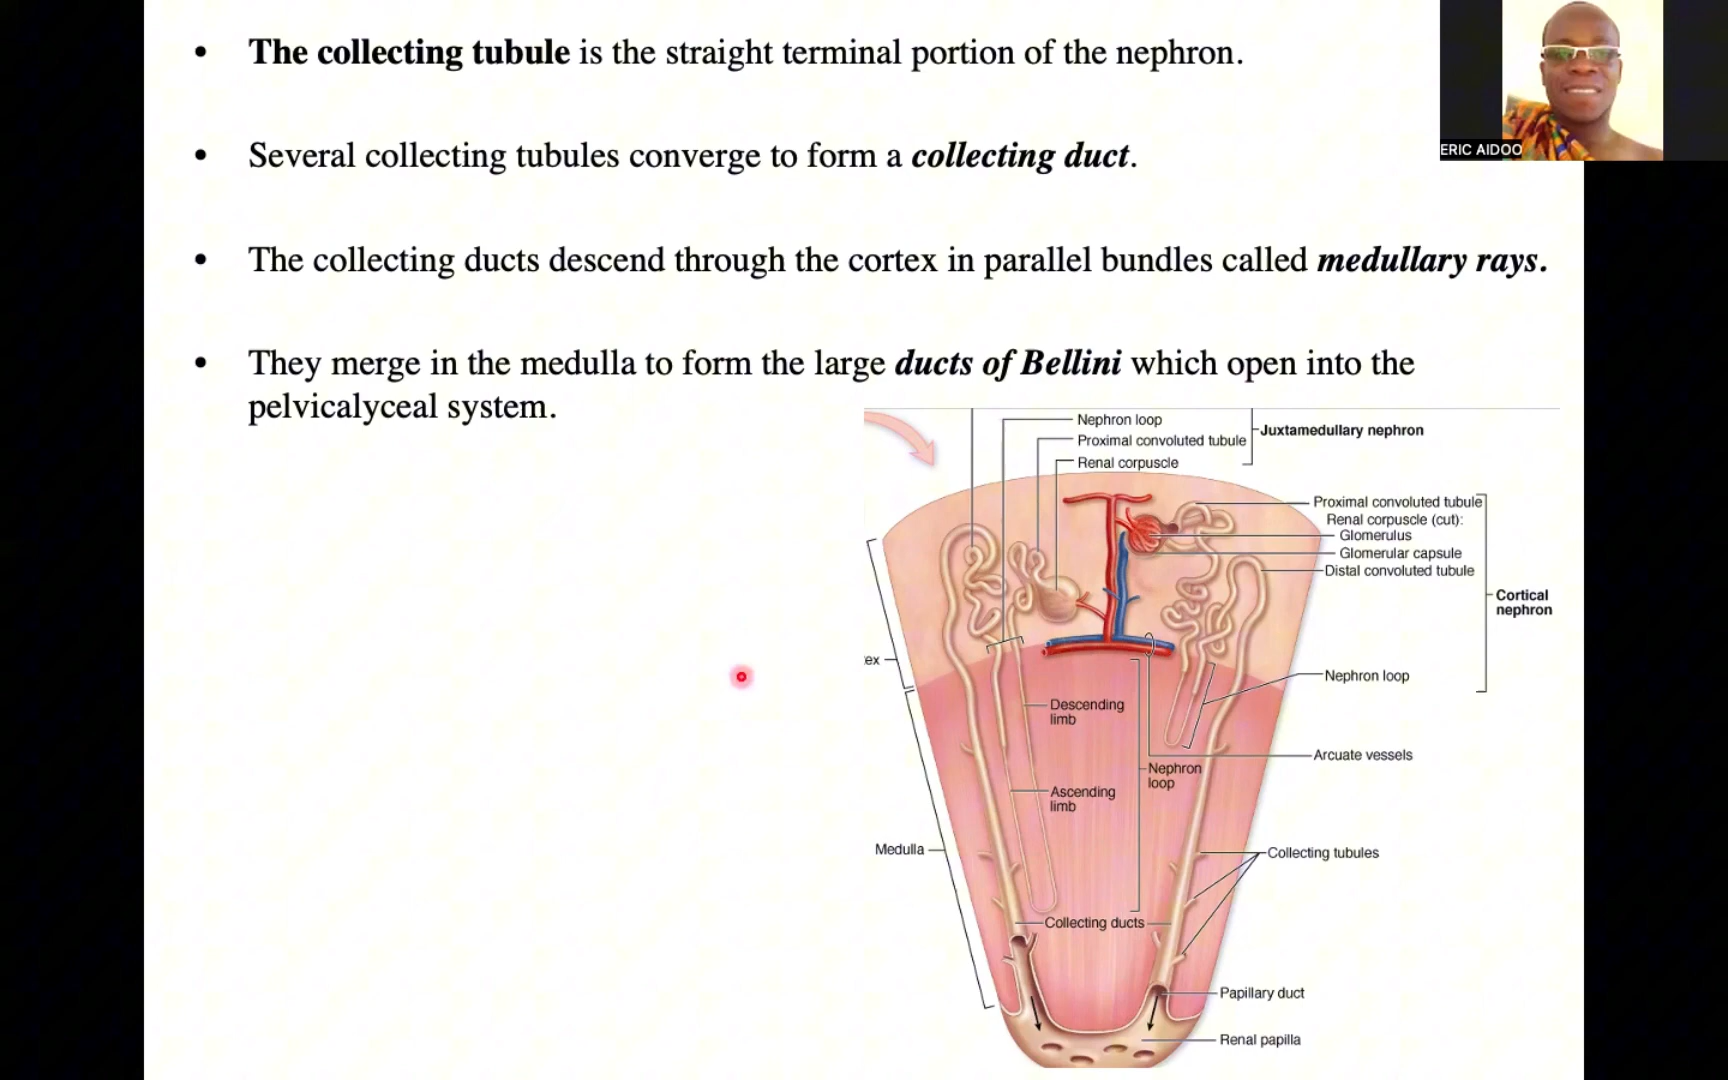 • The collecting tubule is the straight terminal portion of the nephron.
ERIC AIDOO
• Several collecting tubules converge to form a collecting duct.
• The collecting ducts descend through the cortex in parallel bundles called medullary rays.
• They merge in the medulla to form the large ducts of Bellini which open into the
pelvicalyceal system.
Nephron loop
Proximal convoluted tubule
Renal corpuscle
Juxtamedullary nephron
Proximal convoluted tubule
Renal corpuscle (cut):
Glomerulus
Glomerular capsule
Distal convoluted tubule
Cortical
nephron
ex
Nephron loop
Descending
limb
Arcuate vessels
Nephron
loop
Ascending
limb
Medulla
Collecting tubules
Collecting ducts
Papillary duct
Renal papilla